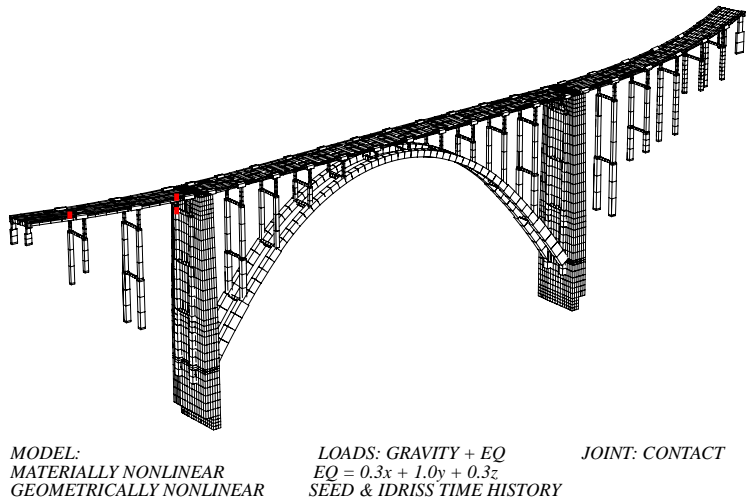 MODEL: LOADS: GRAVITY + EQ JOINT: CONTACT
MATERIALLY NONLINEAR EQ = 0.3x + 1.0y + 0.3z
GEOMETRICALLY NONLINEAR SEED & IDRISS TIME HISTORY